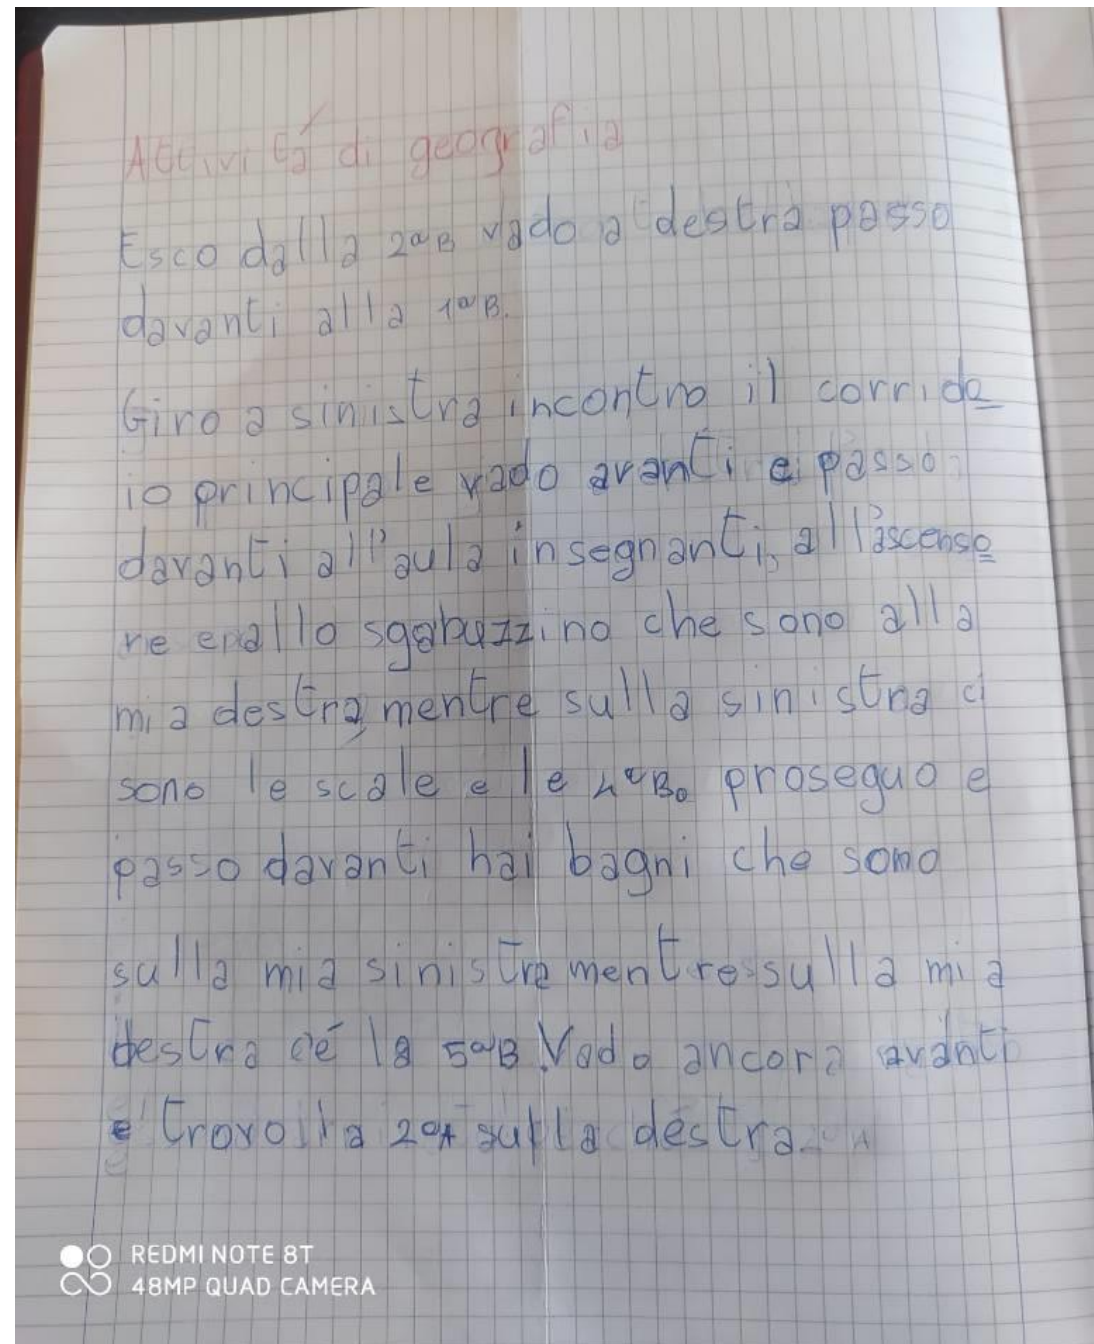 Attività di geografia
Esco dalla 2ªB vado a destra passo
davanti alla 1ªB.
Giro a sinistra incontro il corrido
io principale vado avanti e passo
davanti all'aula insegnanti, all'ascenso
re e allo sgabuzzino che sono alla
mia destra, mentre sulla sinistra ci
sono le scale e le 4ªB. proseguo e
passo davanti hai bagni che sono
sulla mia sinistra mentre sulla mia
destra cé la 5ªB. Vado ancora avanti
e trovo la 2ªA sulla destra.
REDMI NOTE 8T
48MP QUAD CAMERA